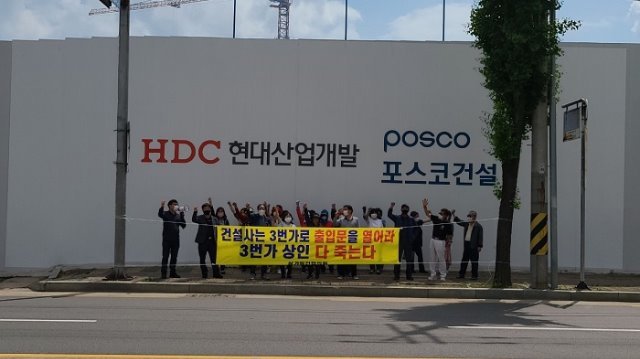 HDC 현대산업개발
posco
포스코건설
건설사는 3번가로 출입문을 열어라
3번가 상인 다 죽는다